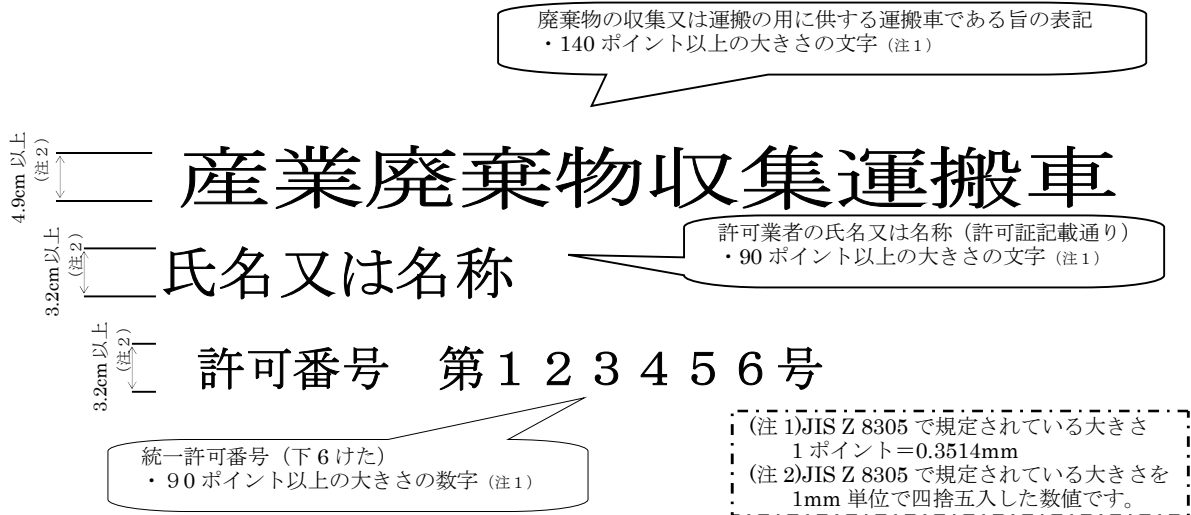 廃棄物の収集又は運搬の用に供する運搬車である旨の表記
・140 ポイント以上の大きさの文字（注１）
4.9cm 以上
（注２）
産業廃棄物収集運搬車
3.2cm 以上
（注２）
氏名又は名称
許可業者の氏名又は名称（許可証記載通り）
・90 ポイント以上の大きさの文字（注１）
3.2cm 以上
（注２）
許可番号　第１２３４５６号
統一許可番号（下 6 けた）
・９0 ポイント以上の大きさの数字（注１）
(注 1)JIS Z 8305 で規定されている大きさ
1 ポイント＝0.3514mm
(注 2)JIS Z 8305 で規定されている大きさを
1mm 単位で四捨五入した数値です。